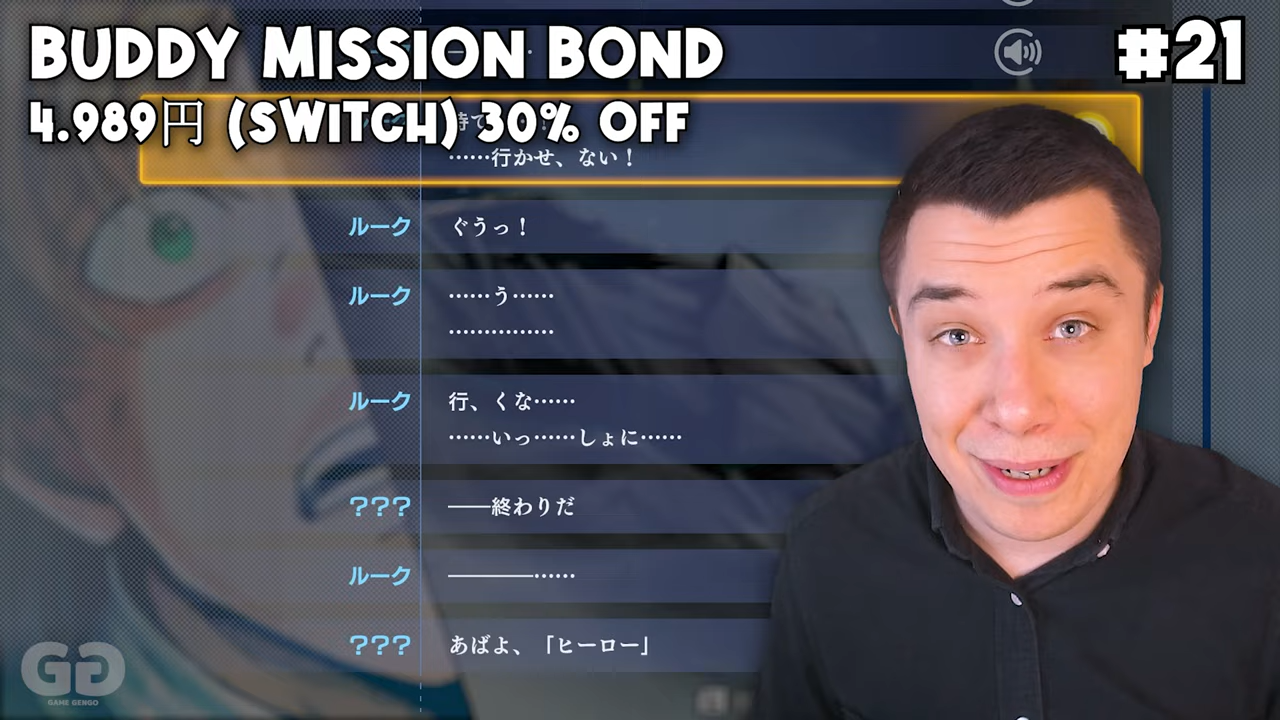 BUDDY MISSION BOND
#21
4.989円 (SWITCH) 30% OFF
……行かせ、ない！
ルーク
ぐうっ！
ルーク
……う……
……………
ルーク
行、くな……
……いっ……しょに……
？？？
――終わりだ
ルーク
――――……
？？？
あばよ、「ヒーロー」
GG
GAME GENGO